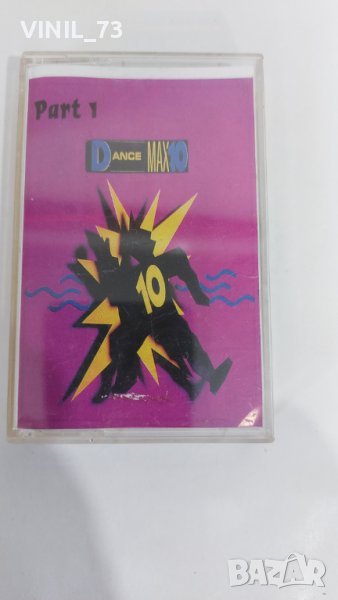 VINIL_73
Part 1
DANCE MAX10
10
BAZAR